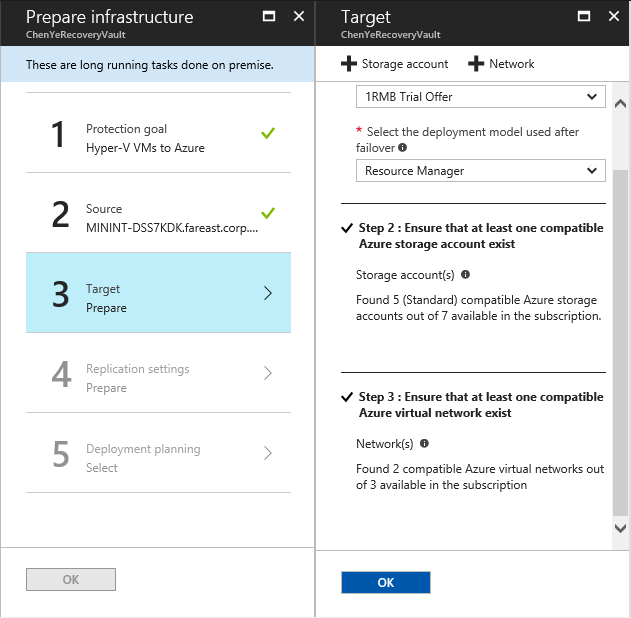 Prepare infrastructure
ChenYeRecoveryVault
These are long running tasks done on premise.
1
Protection goal
Hyper-V VMs to Azure
2
Source
MININT-DSS7KDK.fareast.corp....
3
Target
Prepare
4
Replication settings
Prepare
5
Deployment planning
Select
OK
Target
ChenYeRecoveryVault
Storage account
Network
1RMB Trial Offer
* Select the deployment model used after
failover
Resource Manager
Step 2 : Ensure that at least one compatible
Azure storage account exist
Storage account(s)
Found 5 (Standard) compatible Azure storage
accounts out of 7 available in the subscription.
Step 3 : Ensure that at least one compatible
Azure virtual network exist
Network(s)
Found 2 compatible Azure virtual networks out
of 3 available in the subscription
OK